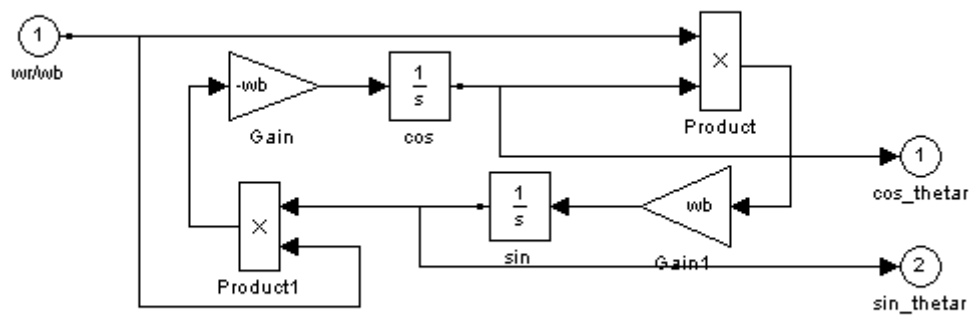 1
wr/wb
-wb
Gain
1
s
cos
×
Product
1
cos_thetar
×
Product1
1
s
sin
wb
Gain1
2
sin_thetar